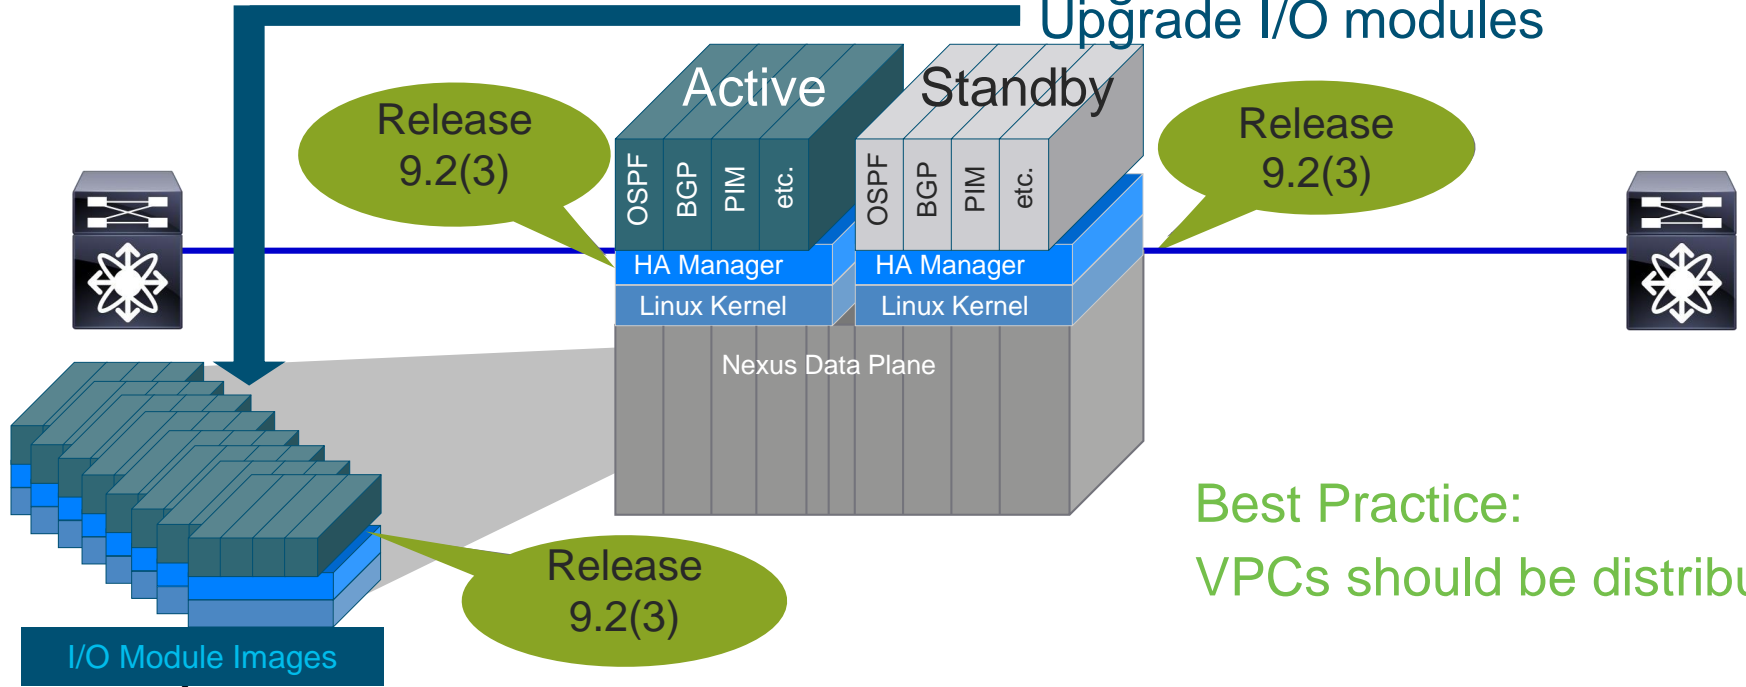 Upgrade I/O modules
Active
Standby
Release
9.2(3)
Release
9.2(3)
OSPF
BGP
PIM
etc.
OSPF
BGP
PIM
etc.
HA Manager
HA Manager
Linux Kernel
Linux Kernel
Nexus Data Plane
Best Practice:
VPCs should be
Release
9.2(3)
I/O Module Images